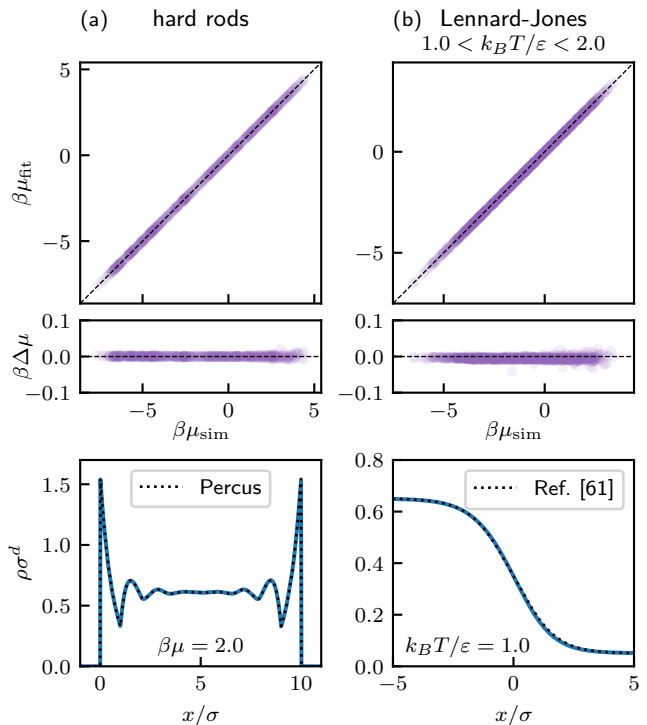 (a) hard rods
(b) Lennard-Jones
1.0 < k_BT/ε < 2.0
βμ_fit
5
0
−5
0
−5
βΔμ
0.1
0.0
−0.1
0.1
0.0
−0.1
−5 0 5
−5 0
βμ_sim
βμ_sim
ρσ^d
1.5
1.0
0.5
0.0
Percus
βμ = 2.0
0 5 10
x/σ
0.8
0.6
0.4
0.2
0.0
Ref. [61]
k_BT/ε = 1.0
−5 0 5
x/σ